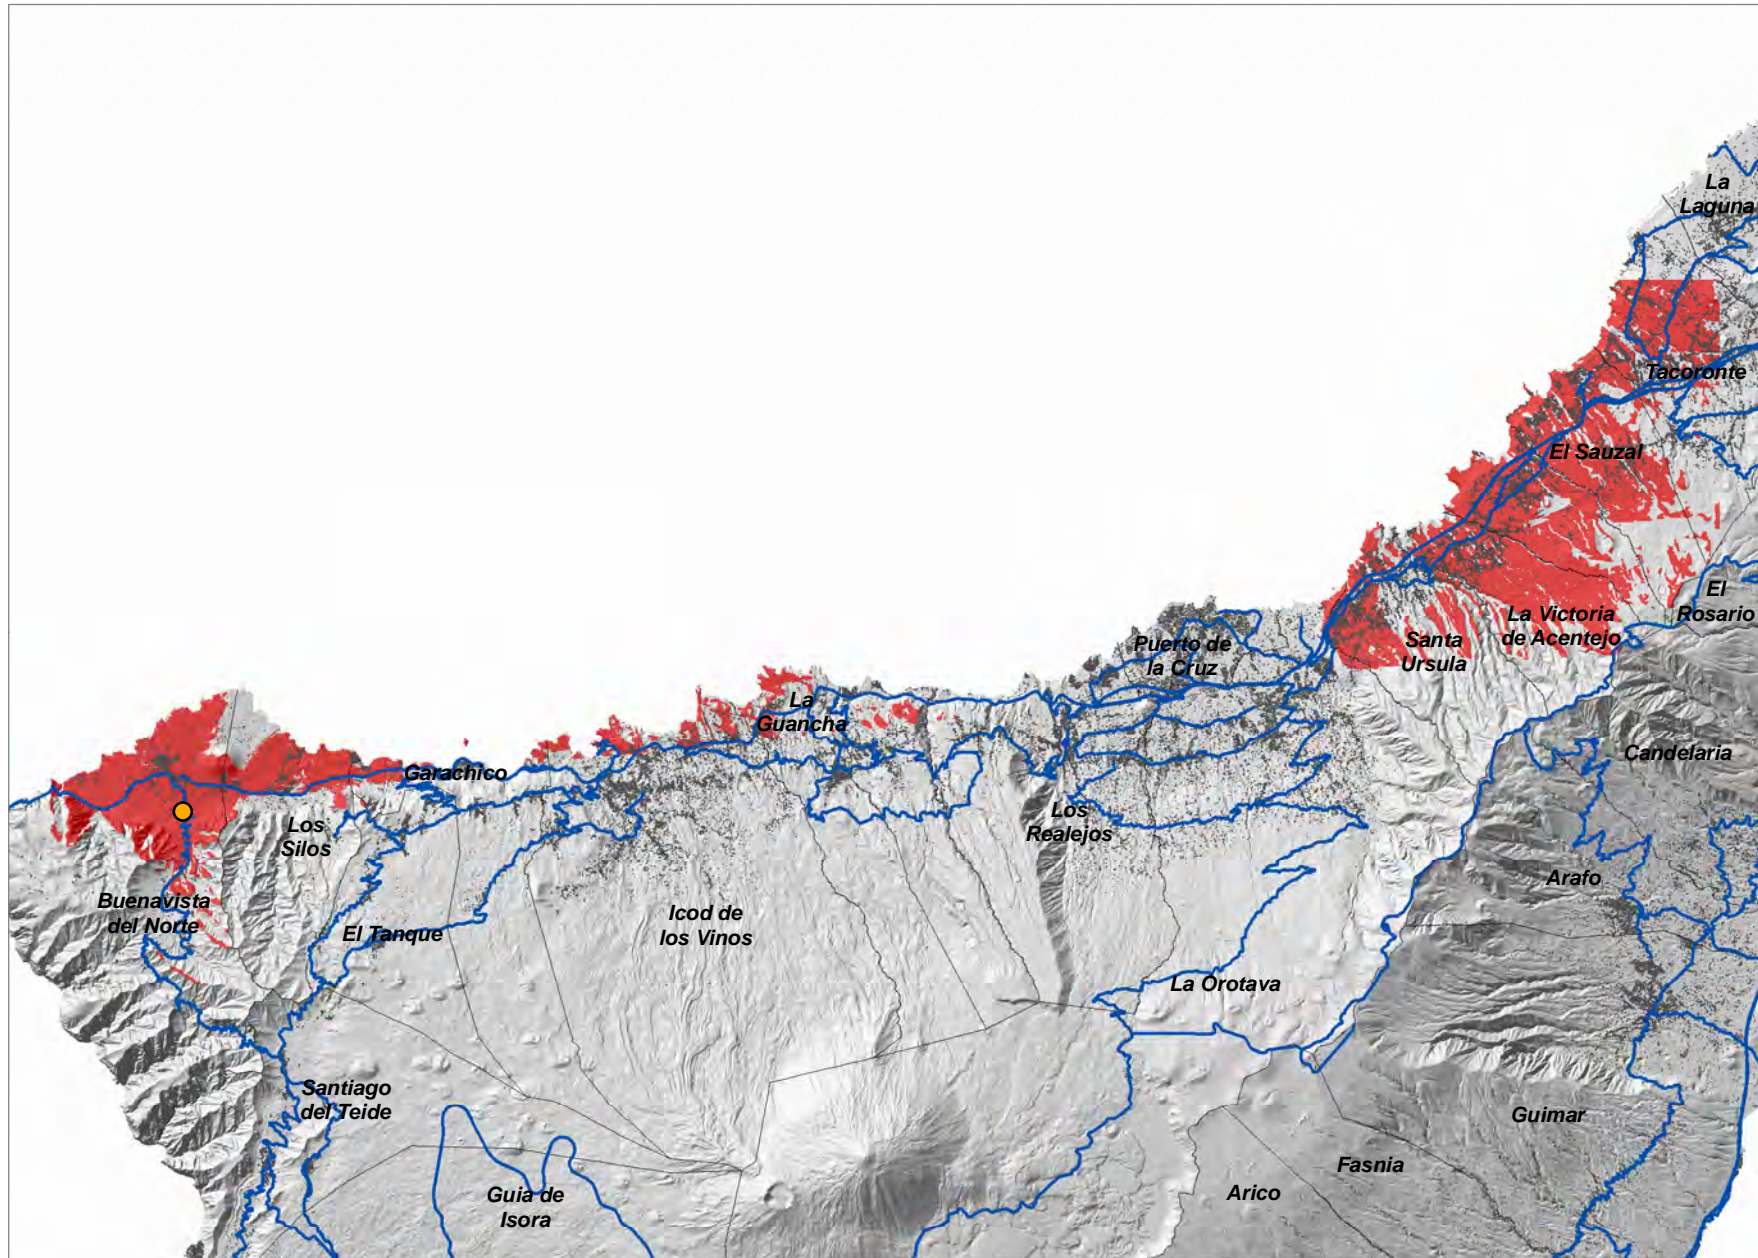 La
Laguna
Tacoronte
El Sauzal
El
Rosario
La Victoria
de Acentejo
Santa
Ursula
Puerto de
la Cruz
La
Guancha
Candelaria
Garachico
Los
Silos
Los
Realejos
Arafo
Buenavista
del Norte
Icod de
los Vinos
El Tanque
La Orotava
Santiago
del Teide
Guimar
Fasnia
Arico
Guia de
Isora